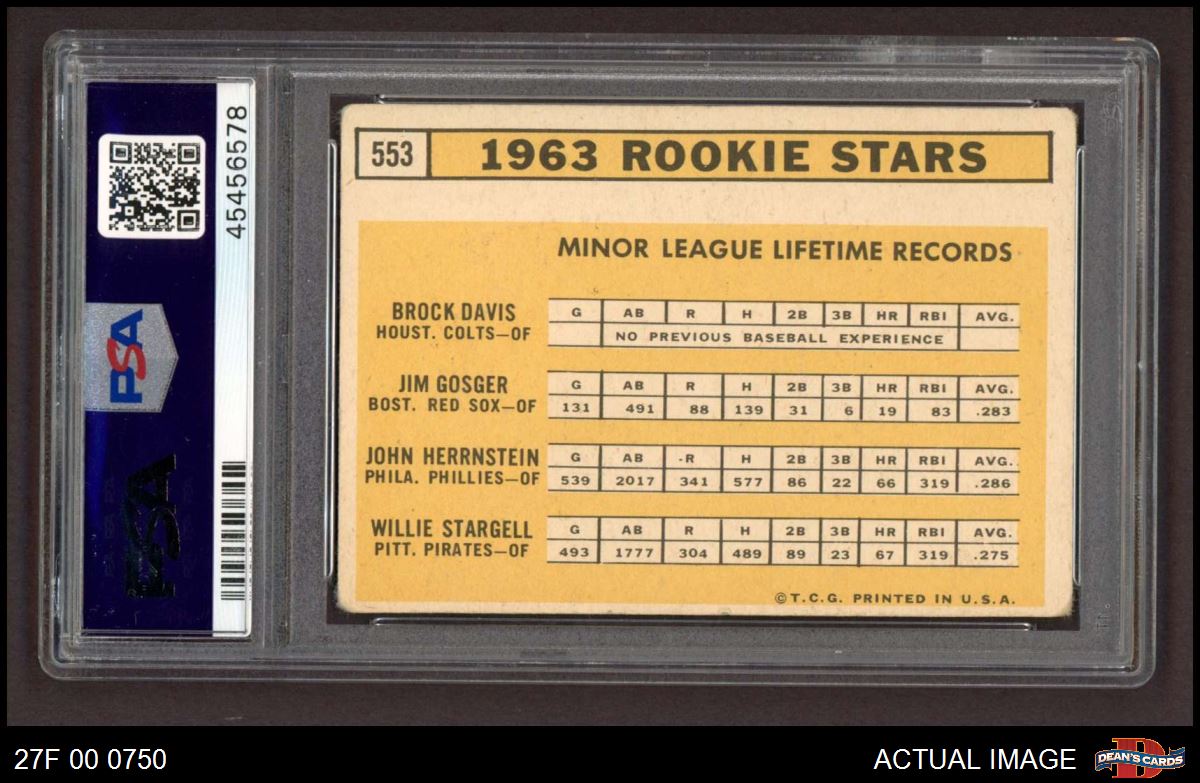 PSA
45456578
PSA
553
1963 ROOKIE STARS
MINOR LEAGUE LIFETIME RECORDS
BROCK DAVIS
HOUST. COLTS—OF
G AB R H 2B 3B HR RBI AVG.
NO PREVIOUS BASEBALL EXPERIENCE
JIM GOSGER
BOST. RED SOX—OF
G AB R H 2B 3B HR RBI AVG.
131 491 88 139 31 6 19 83 .283
JOHN HERRNSTEIN
PHILA. PHILLIES—OF
G AB R H 2B 3B HR RBI AVG.
539 2017 341 577 86 22 66 319 .286
WILLIE STARGELL
PITT. PIRATES—OF
G AB R H 2B 3B HR RBI AVG.
493 1777 304 489 89 23 67 319 .275
©T.C.G. PRINTED IN U.S.A.
27F 00 0750
ACTUAL IMAGE
D
DEAN'S CARDS